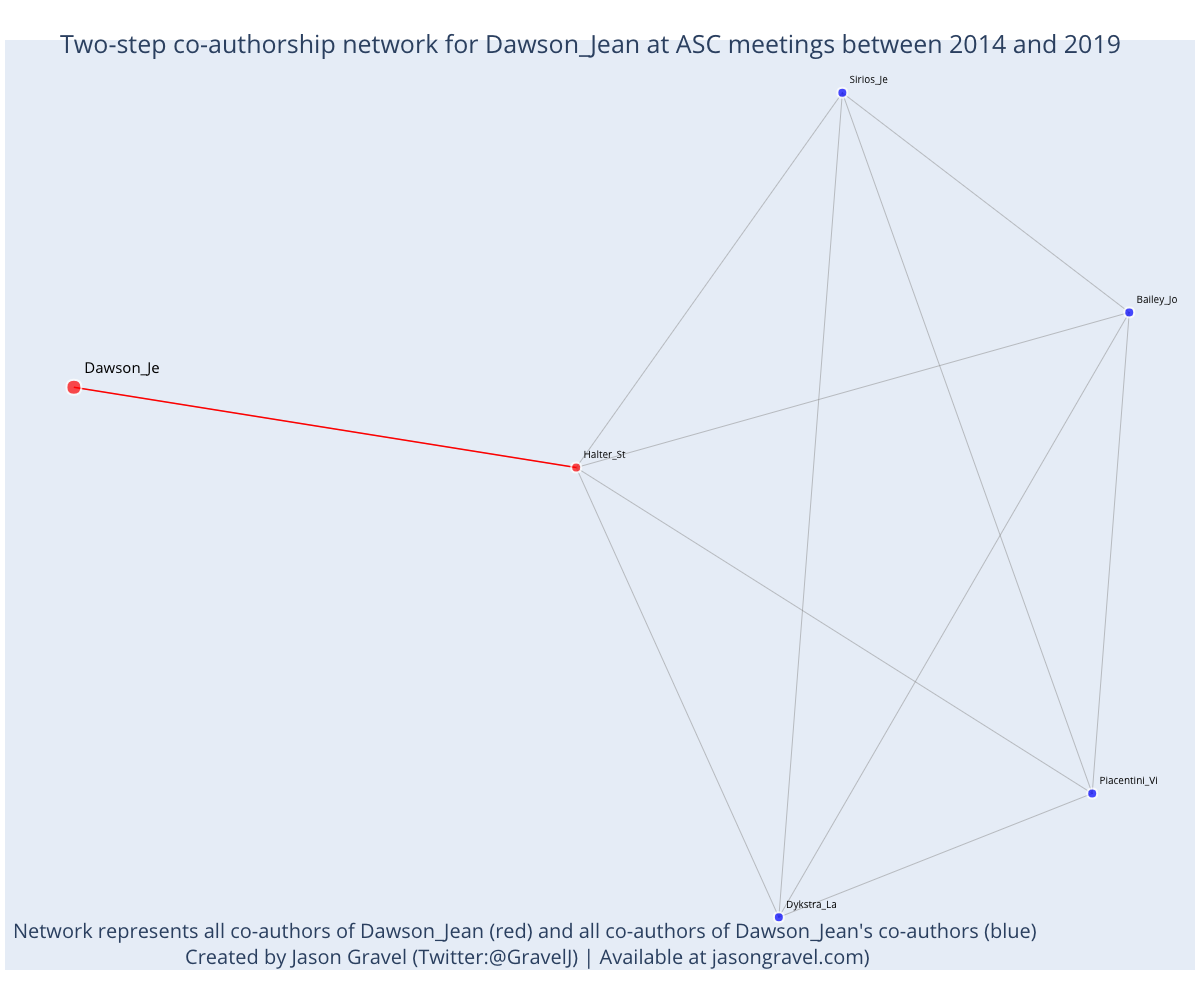 Two-step co-authorship network for Dawson_Jean at ASC meetings between 2014 and 2019
Sirios_Je
Bailey_Jo
Dawson_Je
Halter_St
Piacentini_Vi
Dykstra_La
Network represents all co-authors of Dawson_Jean (red) and all co-authors of Dawson_Jean's co-authors (blue)
Created by Jason Gravel (Twitter:@GravelJ) | Available at jasongravel.com)